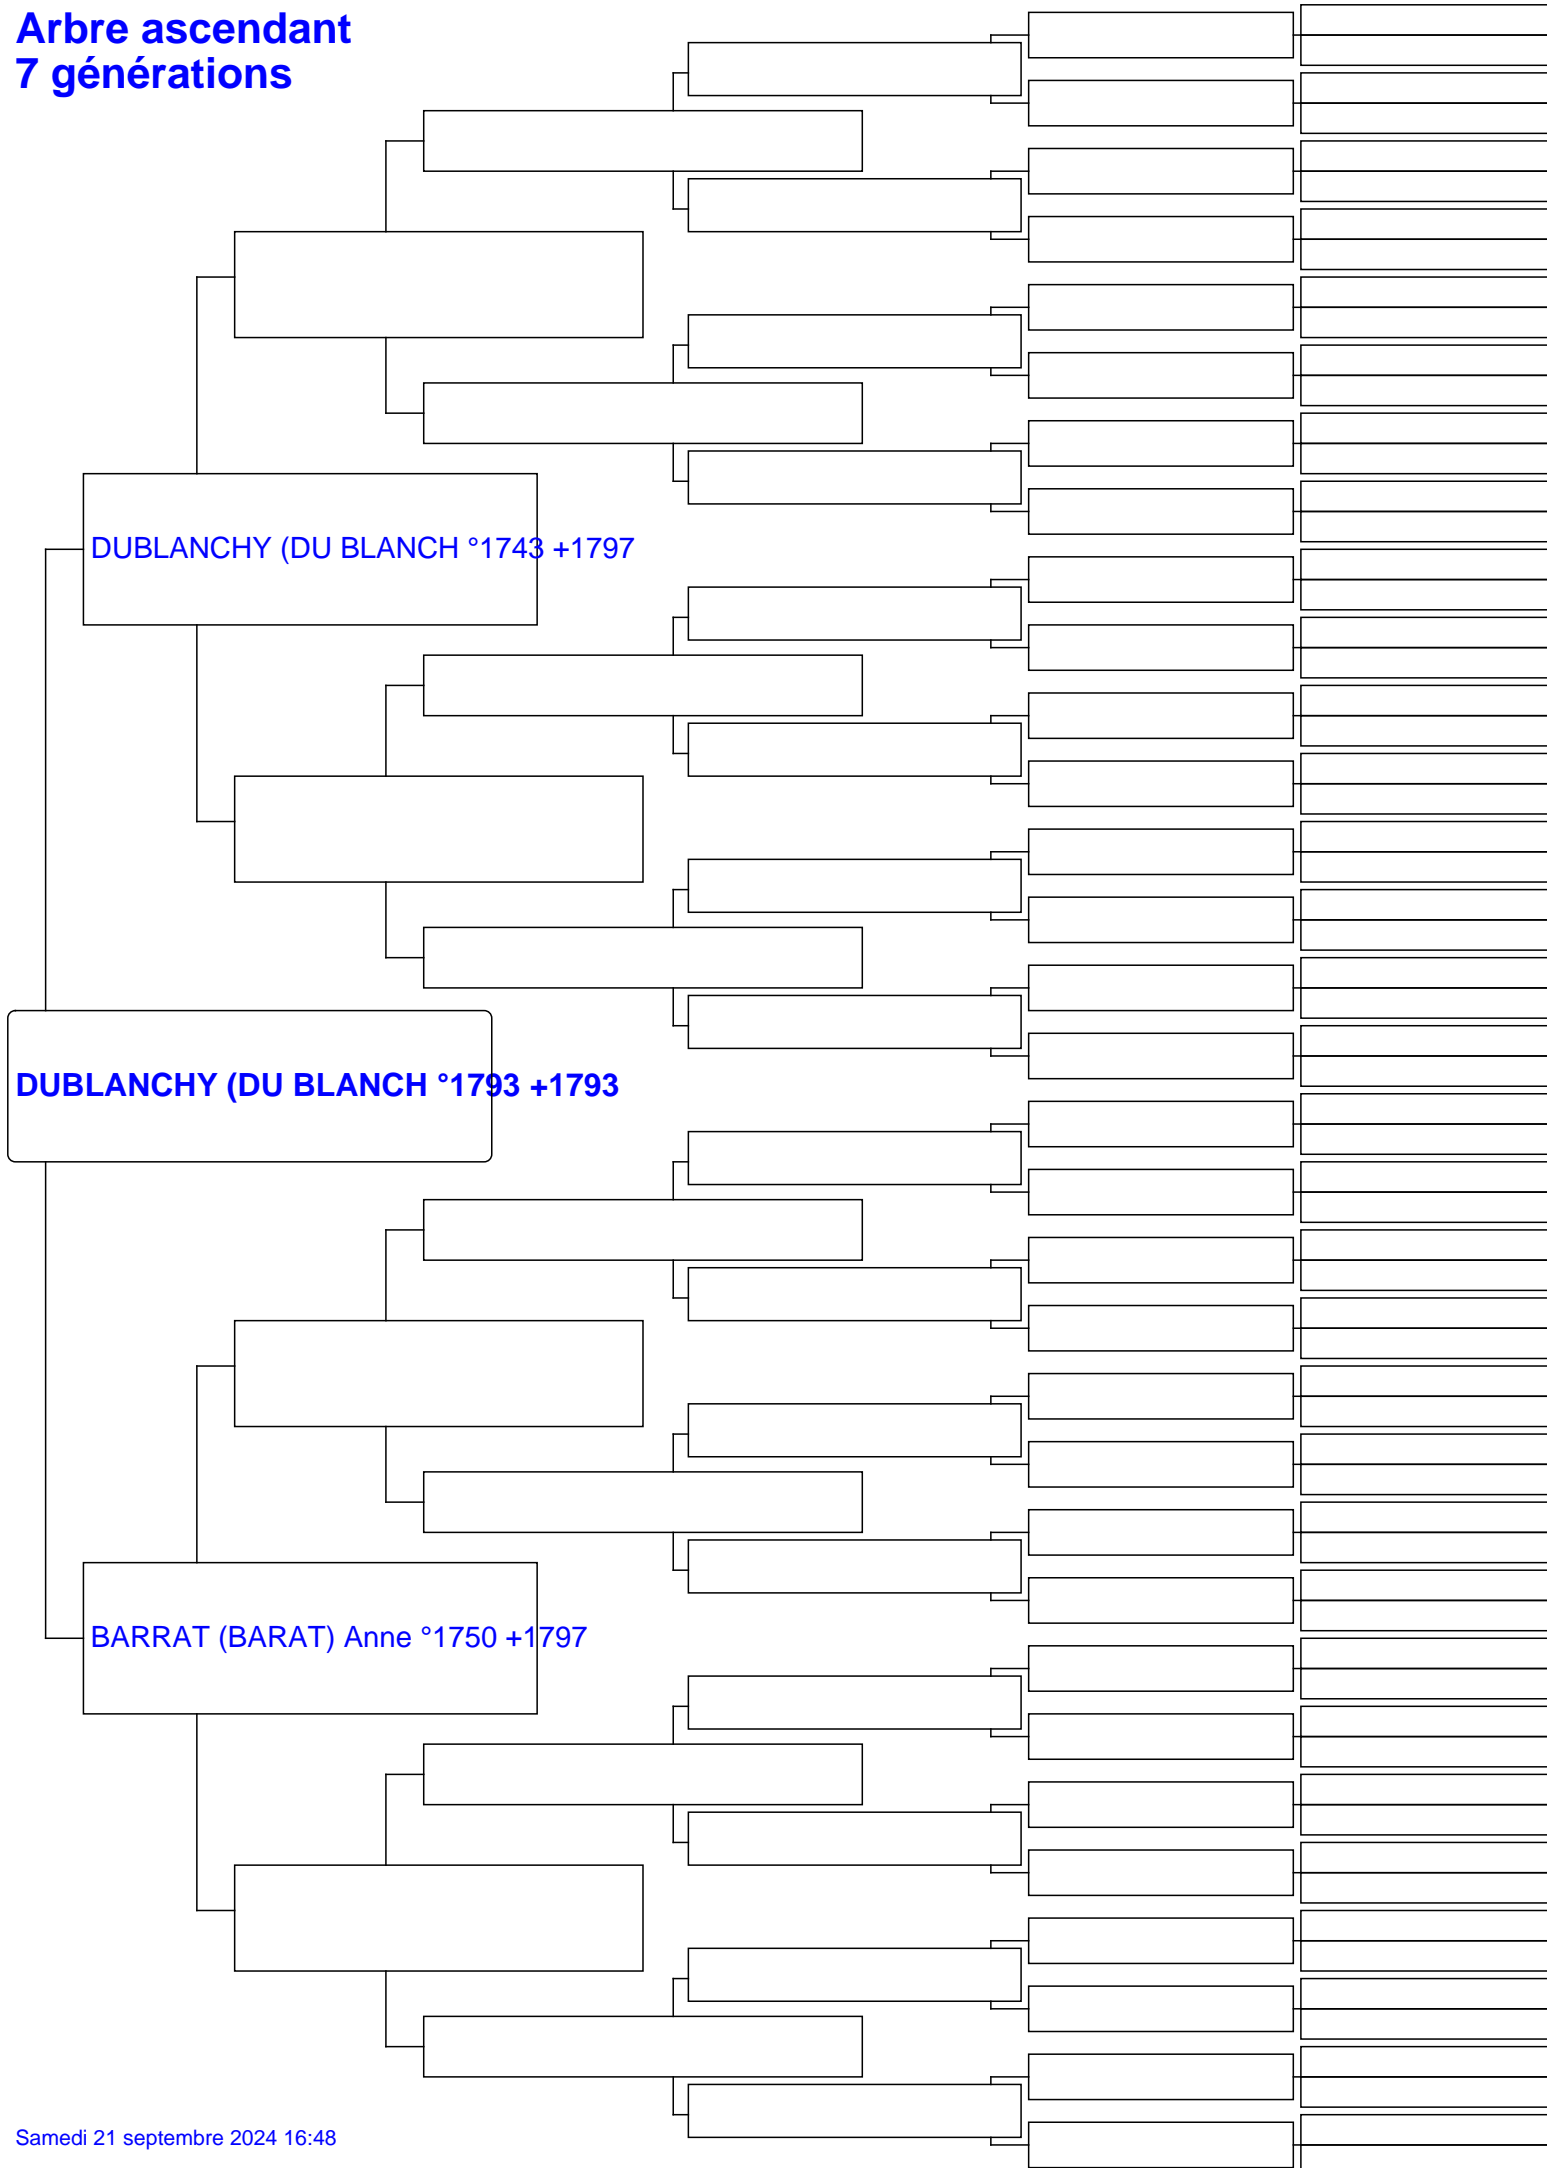 Arbre ascendant
7 générations
DUBLANCHY (DU BLANCH °1743 +1797
DUBLANCHY (DU BLANCH °1793 +1793
BARRAT (BARAT) Anne °1750 +1797
Samedi 21 septembre 2024 16:48